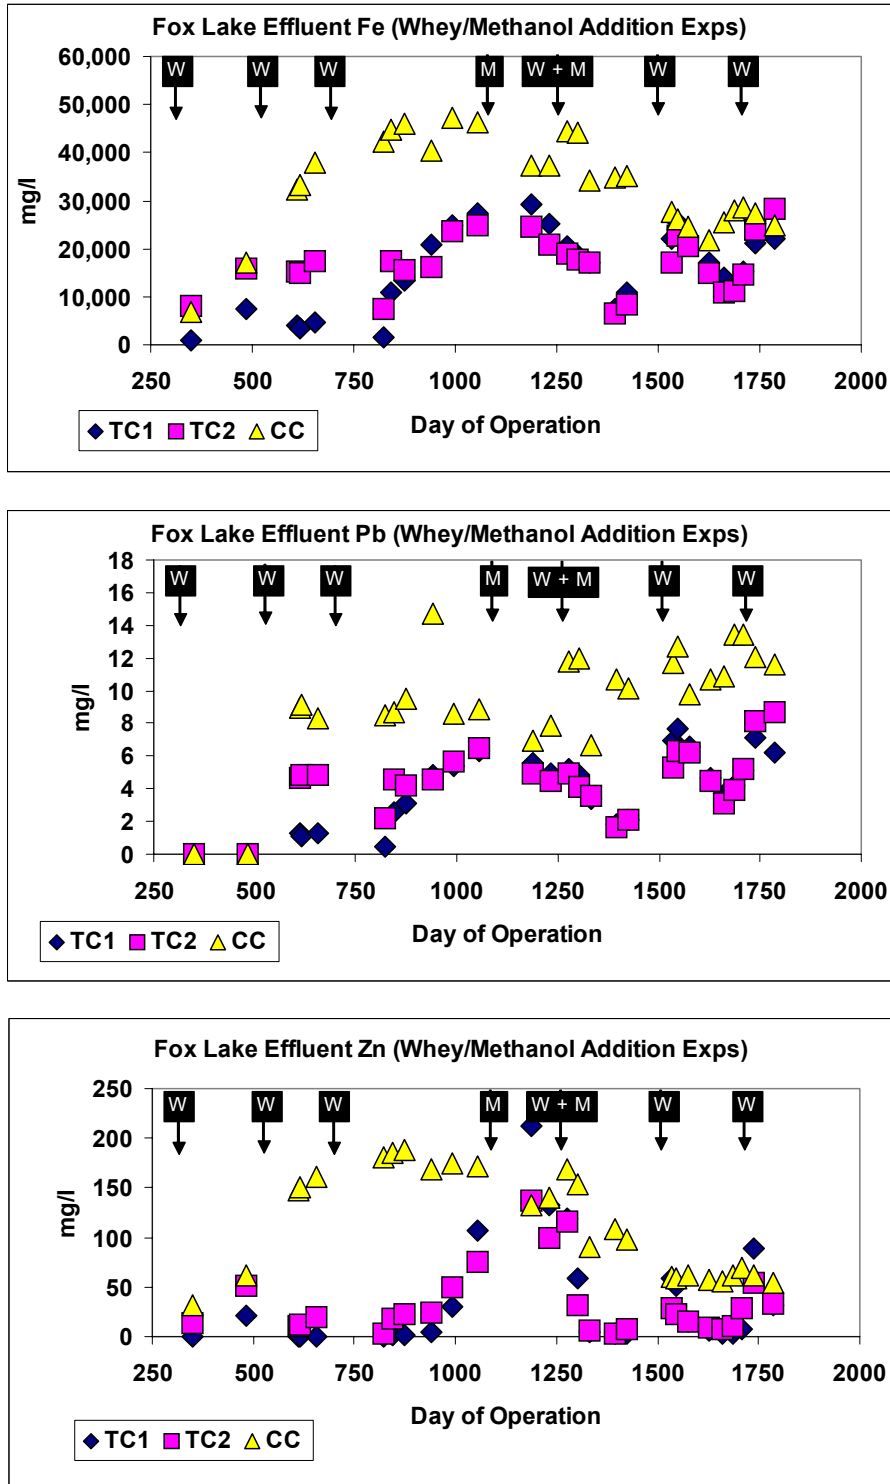 Fox Lake Effluent Fe (Whey/Methanol Addition Exps)
60,000
W W W M W + M W W
50,000
40,000
30,000
20,000
10,000
0
mg/l
250 500 750 1000 1250 1500 1750 2000
Day of Operation
TC1 TC2 CC
Fox Lake Effluent Pb (Whey/Methanol Addition Exps)
18
W W W M W + M W W
16
14
12
10
8
6
4
2
0
mg/l
250 500 750 1000 1250 1500 1750 2000
Day of Operation
TC1 TC2 CC
Fox Lake Effluent Zn (Whey/Methanol Addition Exps)
250
W W W M W + M W W
200
150
100
50
0
mg/l
250 500 750 1000 1250 1500 1750 2000
Day of Operation
TC1 TC2 CC